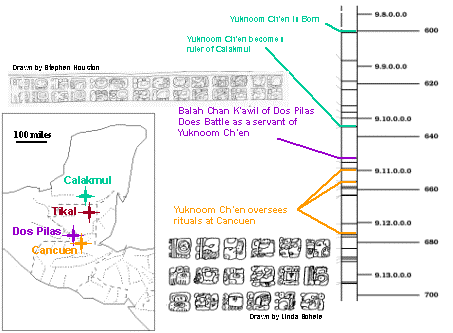 Yuknoom Ch'en is Born
9.8.0.0.0
600
Yuknoom Ch'en become a
ruler of Calakmul
Drawn by Stephen Houston
9.9.0.0.0
620
Balah Chan K'awil of Dos Pilas
Does Battle as a servant of
Yuknoom Ch'en
9.10.0.0.0
640
100 miles
Calakmul
Tikal
Dos Pilas
Cancuen
9.11.0.0.0
660
Yuknoom Ch'en oversees
rituals at Cancuen
9.12.0.0.0
680
9.13.0.0.0
700
Drawn by Linda Schele